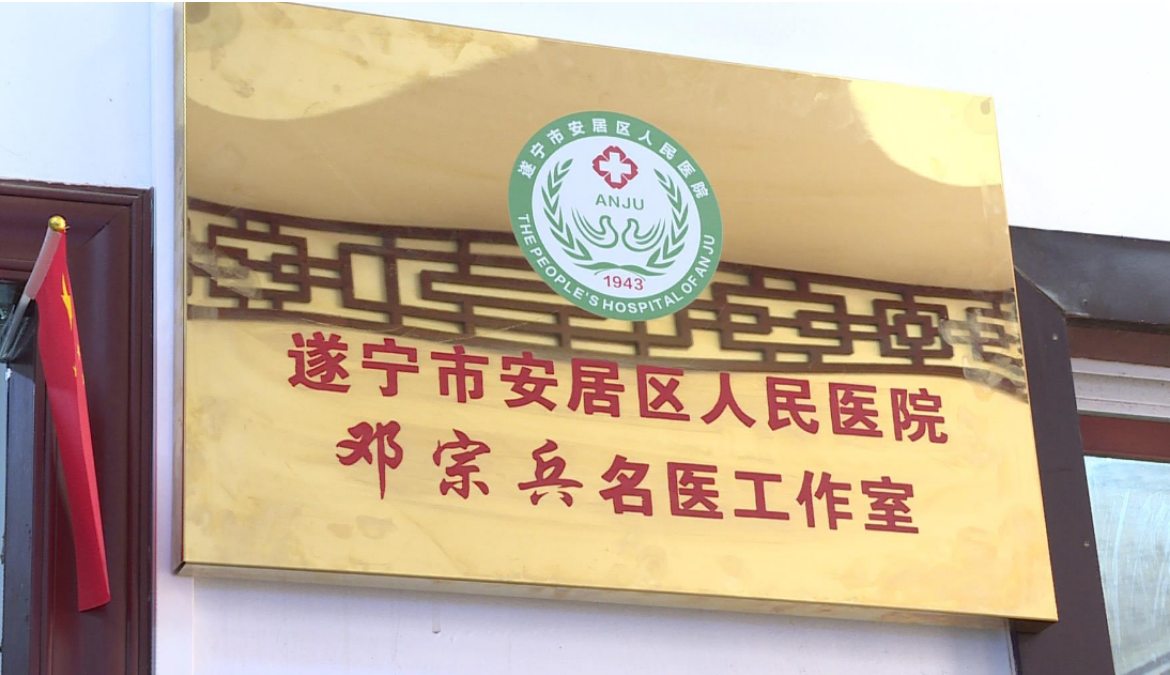 遂宁市安居区人民医院
ANJU
1943
THE PEOPLE'S HOSPITAL OF AN JU
遂宁市安居区人民医院
邓宗兵名医工作室